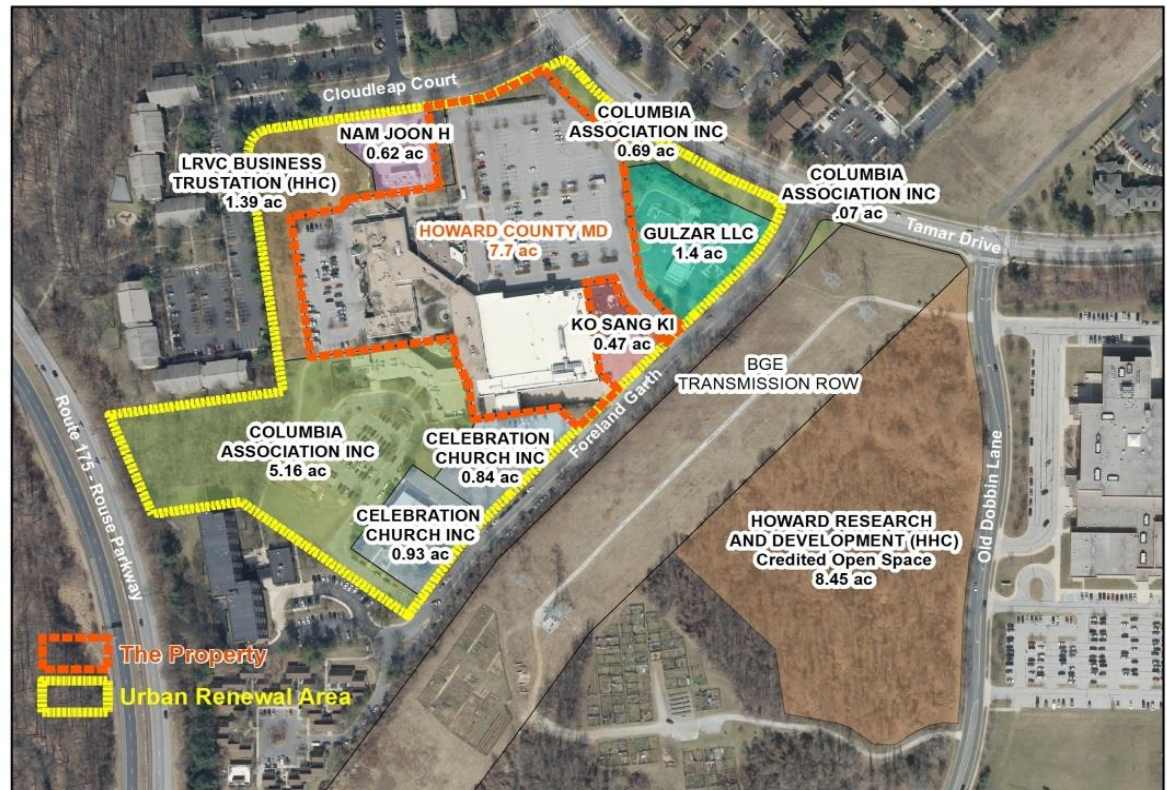 Cloudleap Court
NAM JOON H
0.62 ac
COLUMBIA
ASSOCIATION INC
0.69 ac
LRVC BUSINESS
TRUSTATION (HHC)
1.39 ac
COLUMBIA
ASSOCIATION INC
.07 ac
HOWARD COUNTY MD
7.7 ac
GULZAR LLC
1.4 ac
Tamar Drive
KO SANG KI
0.47 ac
BGE
TRANSMISSION ROW
Foreland Garth
COLUMBIA
ASSOCIATION INC
5.16 ac
CELEBRATION
CHURCH INC
0.84 ac
CELEBRATION
CHURCH INC
0.93 ac
Route 175 - Rouse Parkway
HOWARD RESEARCH
AND DEVELOPMENT (HHC)
Credited Open Space
8.45 ac
Old Dobbin Lane
The Property
Urban Renewal Area